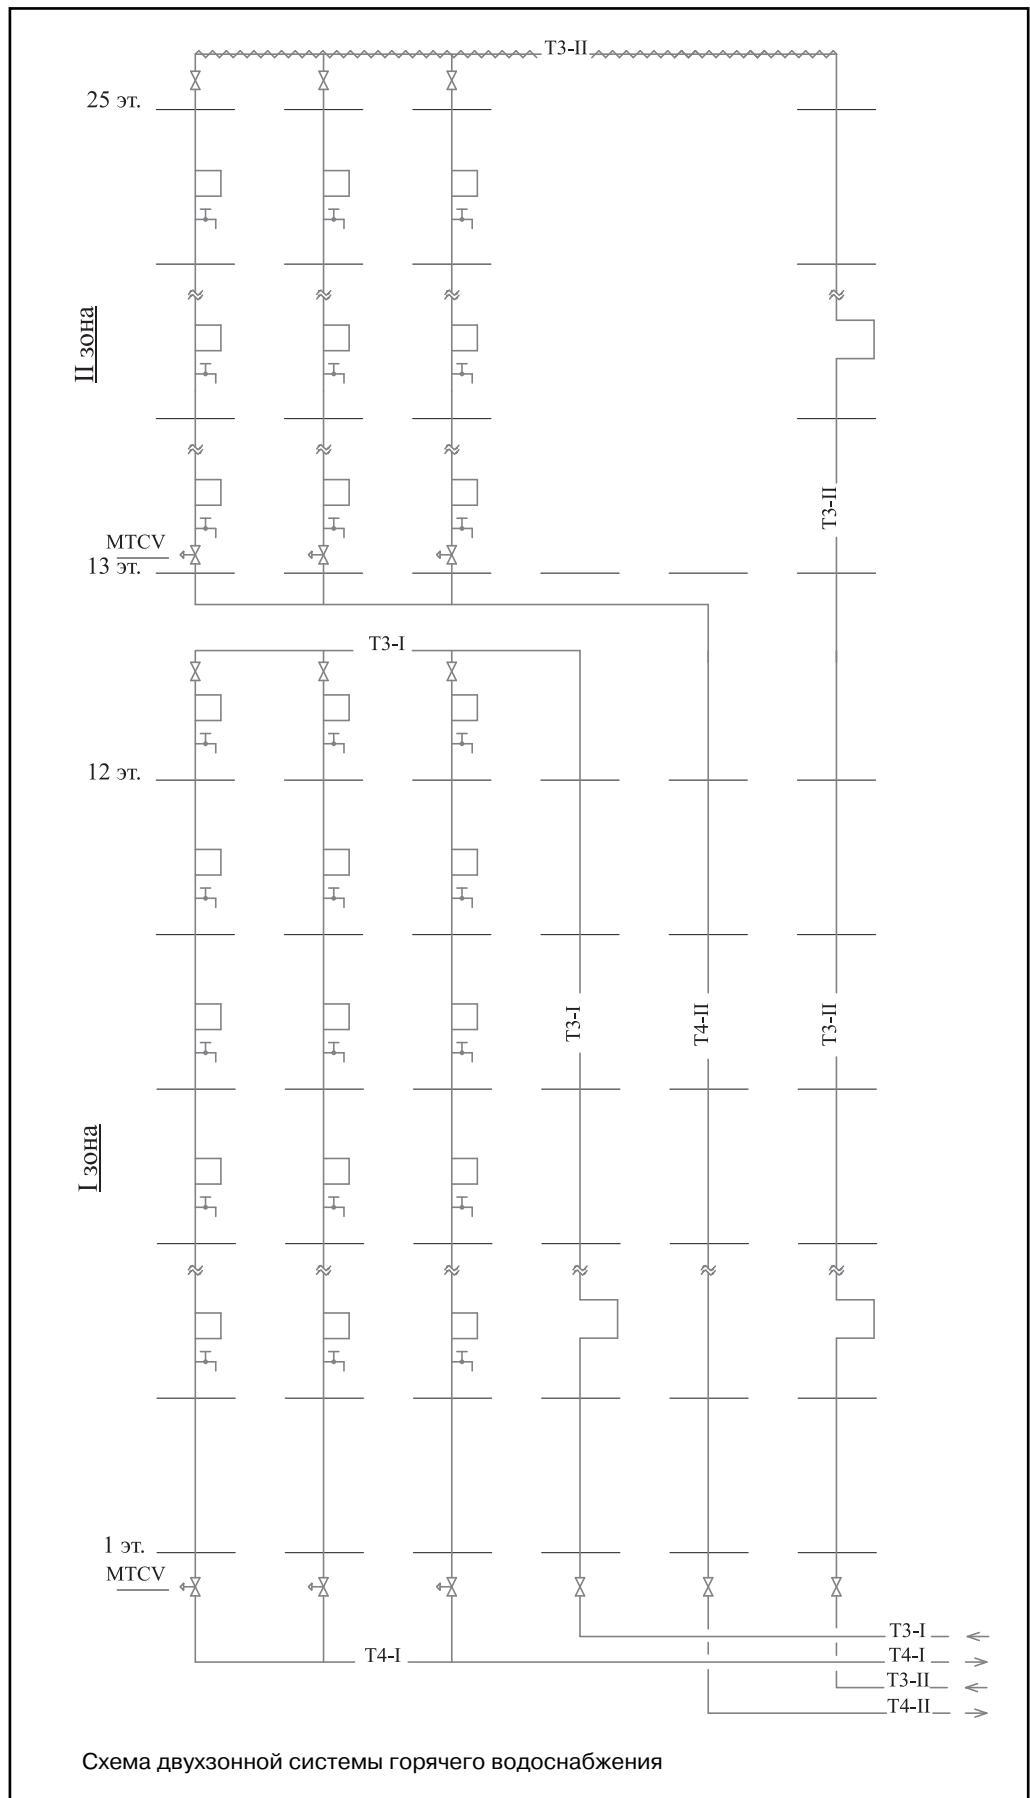 Т3-II
25 эт.
II зона
Т3-II
MTCV
13 эт.
Т3-I
12 эт.
Т3-I
Т4-II
Т3-II
I зона
1 эт.
MTCV
Т3-I
Т4-I
Т4-I
Т3-II
Т4-II
Схема двухзонной системы горячего водоснабжения